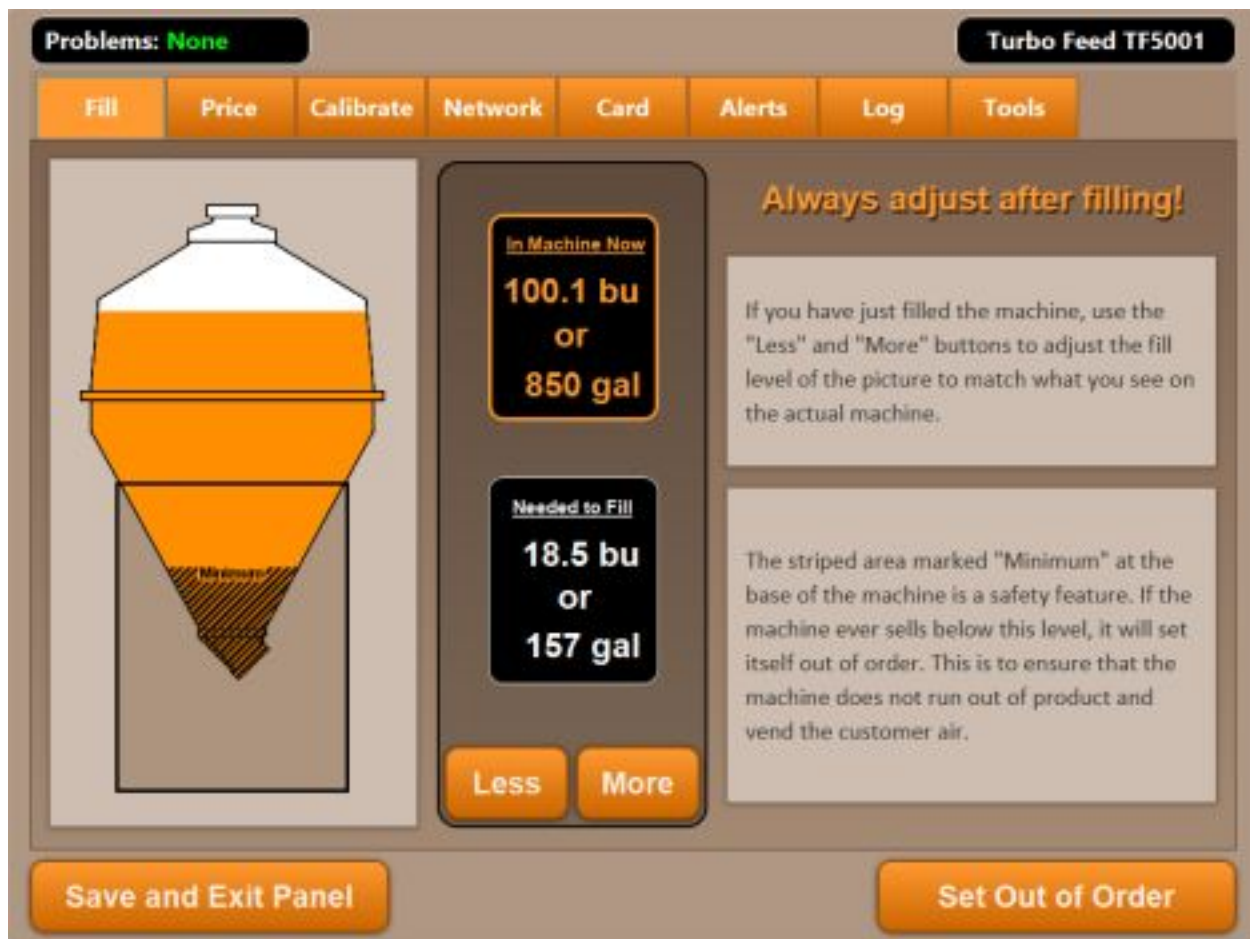 Problems: None
Turbo Feed TF5001
Fill
Price
Calibrate
Network
Card
Alerts
Log
Tools
Minimum
In Machine Now
100.1 bu
or
850 gal
Needed to Fill
18.5 bu
or
157 gal
Less
More
Always adjust after filling!
If you have just filled the machine, use the
"Less" and "More" buttons to adjust the fill
level of the picture to match what you see on
the actual machine.
The striped area marked "Minimum" at the
base of the machine is a safety feature. If the
machine ever sells below this level, it will set
itself out of order. This is to ensure that the
machine does not run out of product and
vend the customer air.
Save and Exit Panel
Set Out of Order